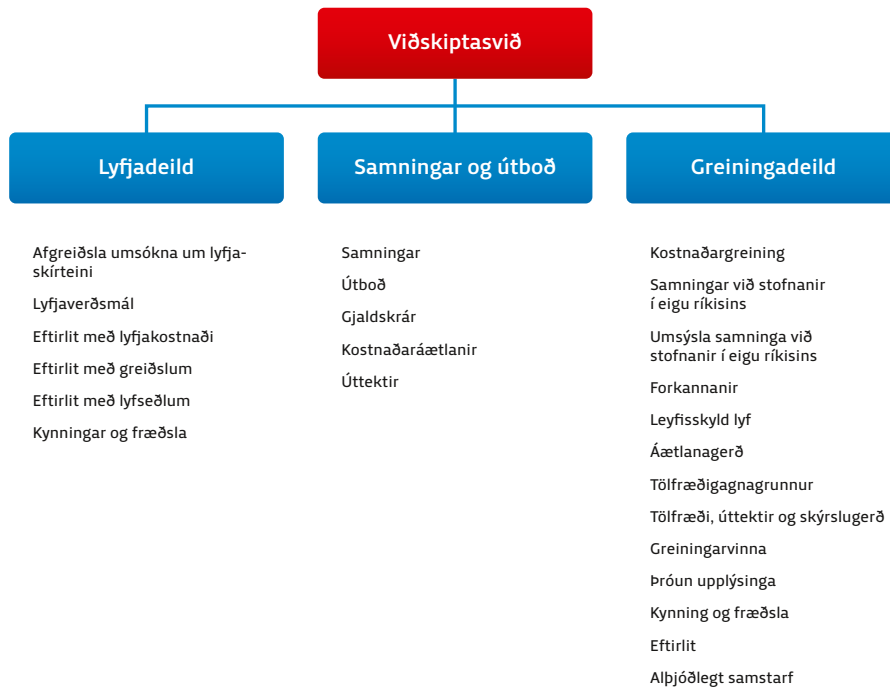 Viðskiptasvið
Lyfjadeild
Samningar og útboð
Greiningadeild
Afgreiðsla umsókna um lyfja-
skírteini
Lyfjaverðsmál
Eftirlit með lyfjakostnaði
Eftirlit með greiðslum
Eftirlit með lyfseðlum
Kynningar og fræðsla
Samningar
Útboð
Gjaldskrár
Kostnaðaráætlanir
Úttektir
Kostnaðargreining
Samningar við stofnanir
í eigu ríkisins
Umsýsla samninga við
stofnanir í eigu ríkisins
Forkannanir
Leyfisskyld lyf
Áætlanagerð
Tölfræðigagnagrunnur
Tölfræði, úttektir og skýrslugerð
Greiningarvinna
Þróun upplýsinga
Kynning og fræðsla
Eftirlit
Alþjóðlegt samstarf